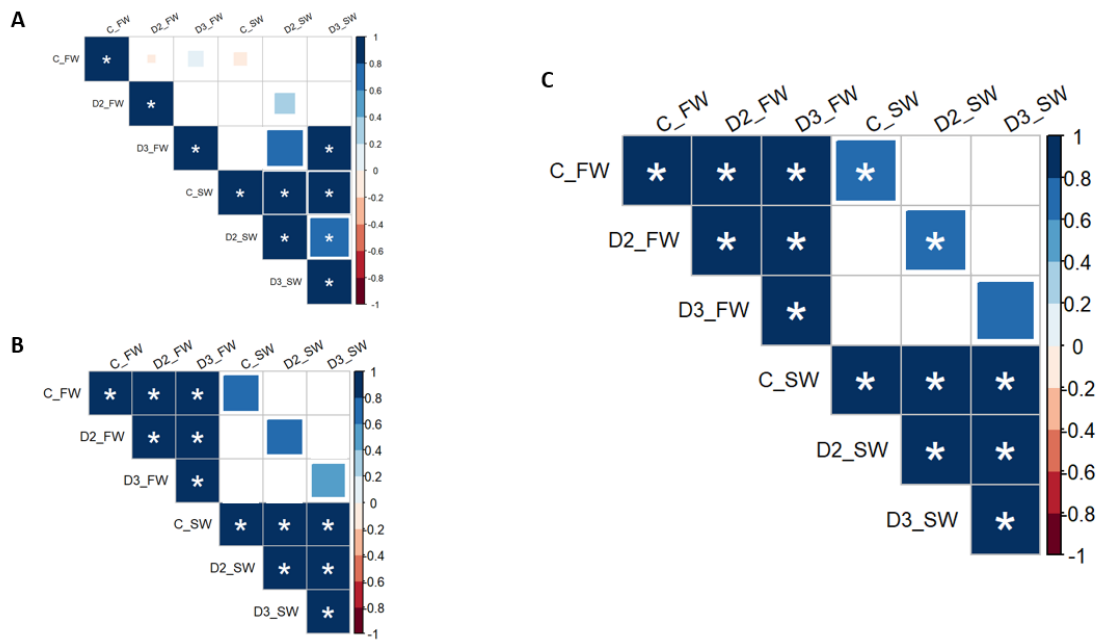 A
C_FW D2_FW D3_FW C_SW D2_SW D3_SW
C_FW * 1
0.8
D2_FW * 0.6
0.4
D3_FW * * 0.2
0
C_SW * * * -0.2
-0.4
D2_SW * * -0.6
-0.8
D3_SW * -1
B
C_FW D2_FW D3_FW C_SW D2_SW D3_SW
C_FW * * * 1
0.8
D2_FW * * 0.6
0.4
D3_FW * 0.2
0
C_SW * * * -0.2
-0.4
D2_SW * * -0.6
-0.8
D3_SW * -1
C
C_FW D2_FW D3_FW C_SW D2_SW D3_SW
C_FW * * * * 1
0.8
D2_FW * * * 0.6
0.4
D3_FW * 0.2
0
C_SW * * * -0.2
-0.4
D2_SW * * -0.6
-0.8
D3_SW * -1